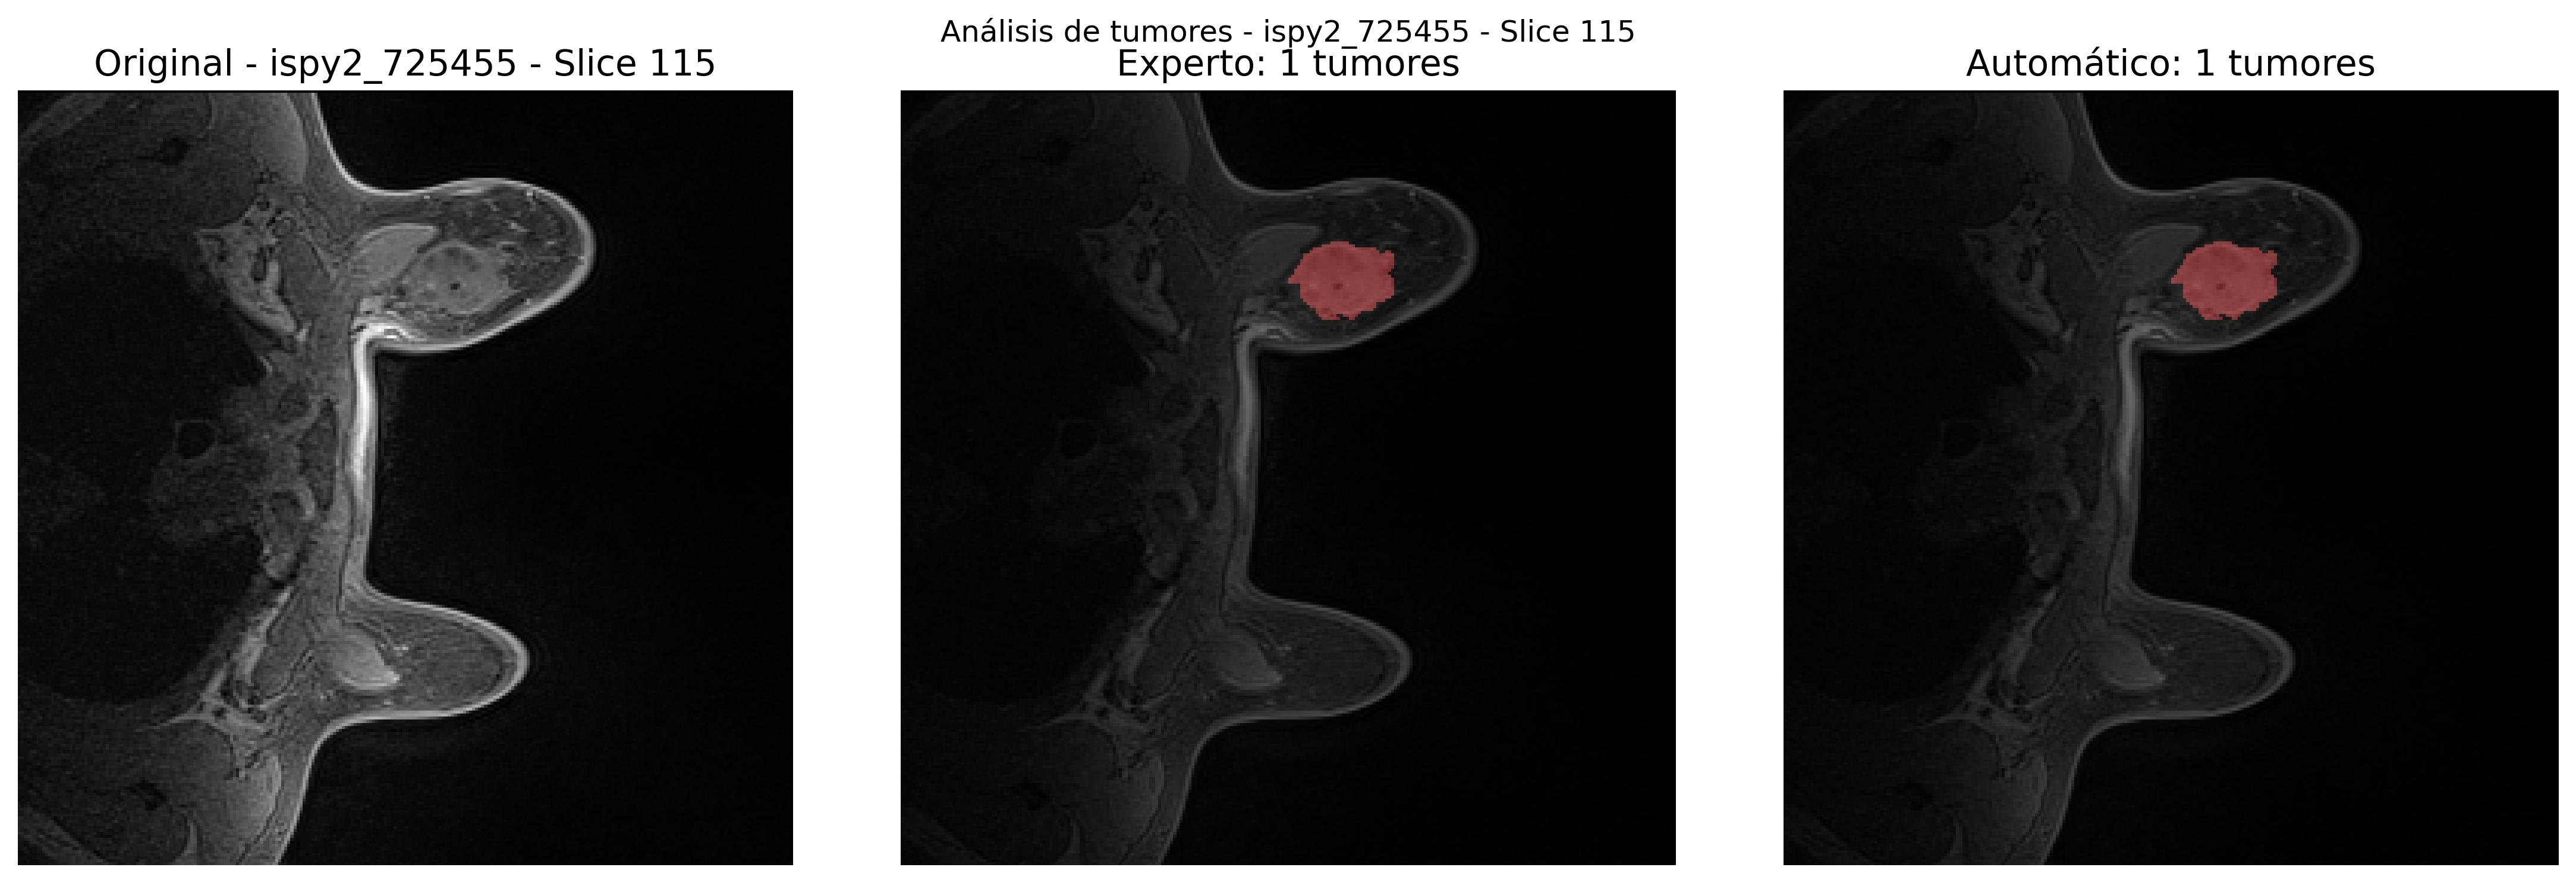 Análisis de tumores - ispy2_725455 - Slice 115
Original - ispy2_725455 - Slice 115
Experto: 1 tumores
Automático: 1 tumores